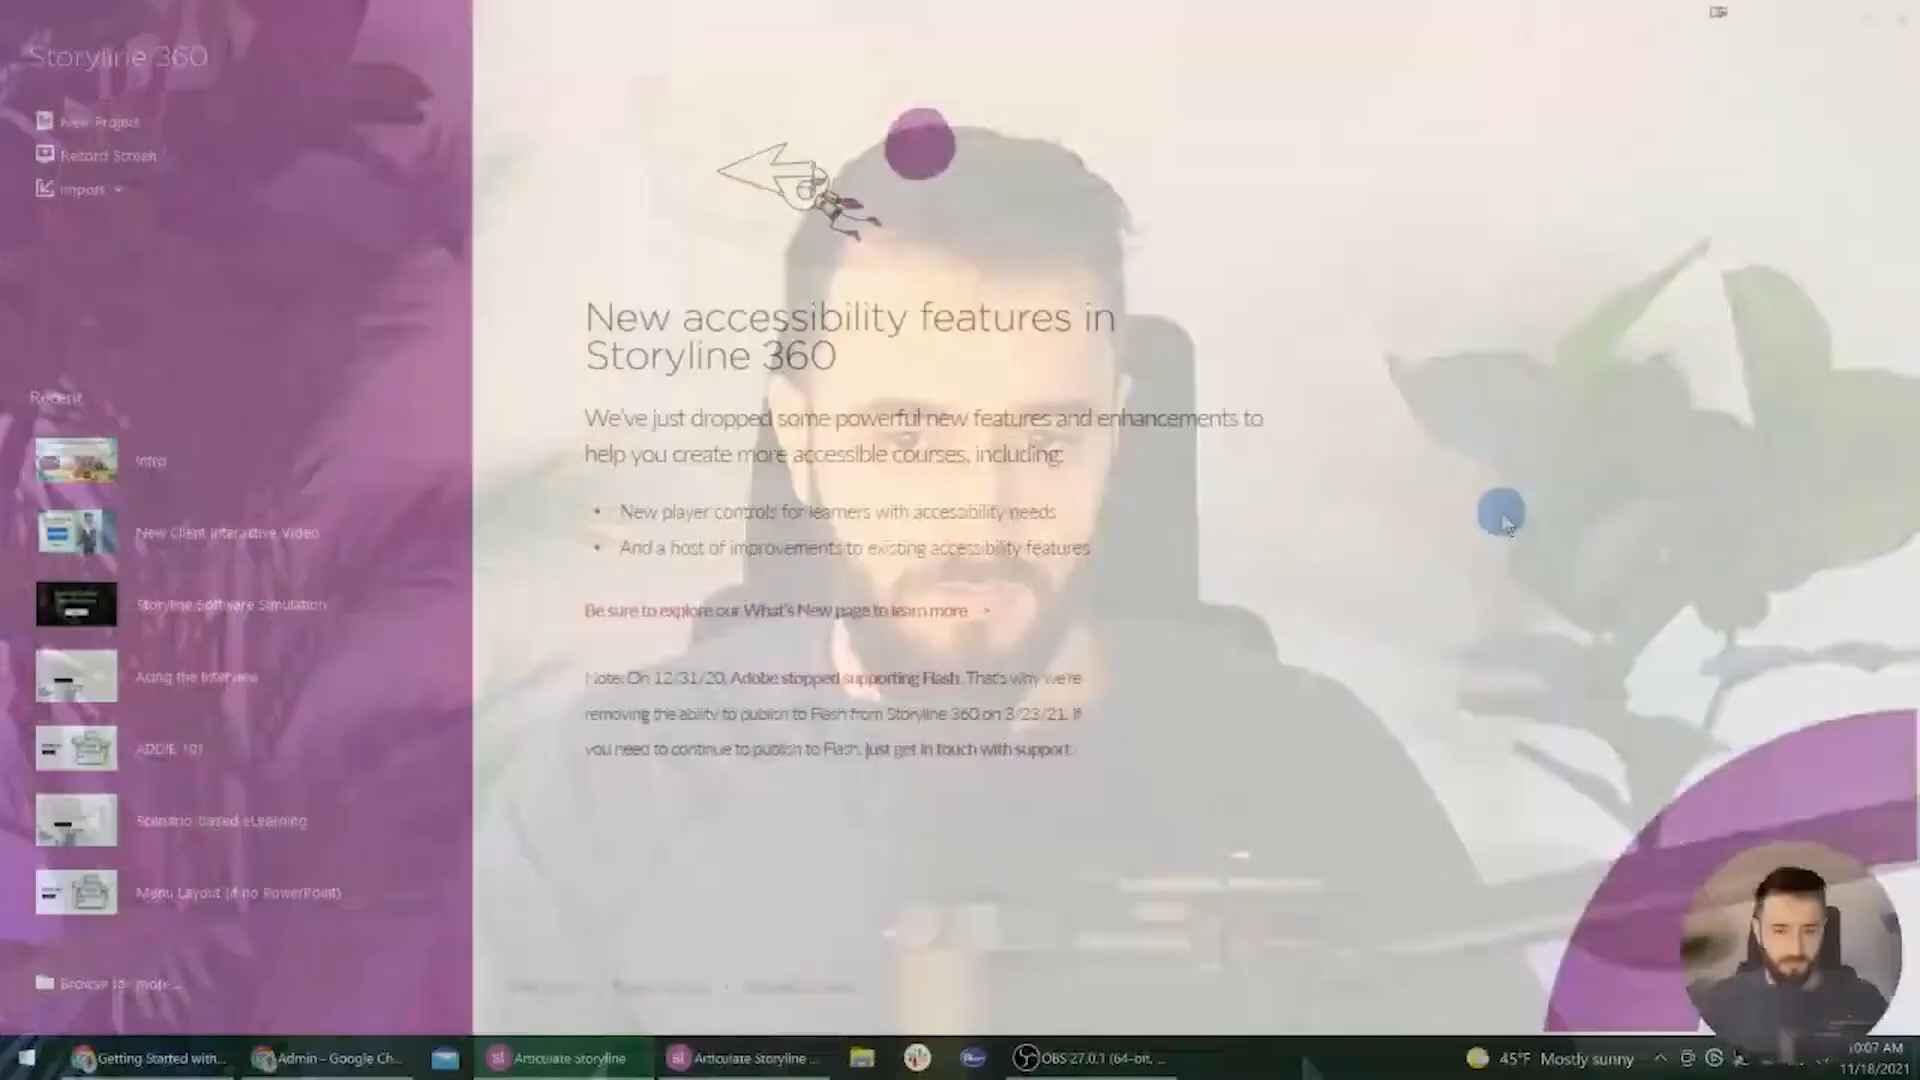 Storyline 360
New Project
Record Screen
Import
Recent
Intro
New Client Interactive Video
Storyline Software Simulation
Acing the Interview
ADDIE 101
Scenario-based eLearning
Menu Layout (if no PowerPoint)
Browse for more...
New accessibility features in
Storyline 360
We've just dropped some powerful new features and enhancements to
help you create more accessible courses, including:
• New player controls for learners with accessibility needs
• And a host of improvements to existing accessibility features
Be sure to explore our What's New page to learn more
Note: On 12/31/20, Adobe stopped supporting Flash. That's why we're
removing the ability to publish to Flash from Storyline 360 on 3/23/21. If
you need to continue to publish to Flash, just get in touch with support.
Getting Started with...
Admin - Google Ch...
Articulate Storyline
Articulate Storyline ...
OBS 27.0.1 (64-bit, ...
45°F Mostly sunny
10:07 AM
11/18/2021